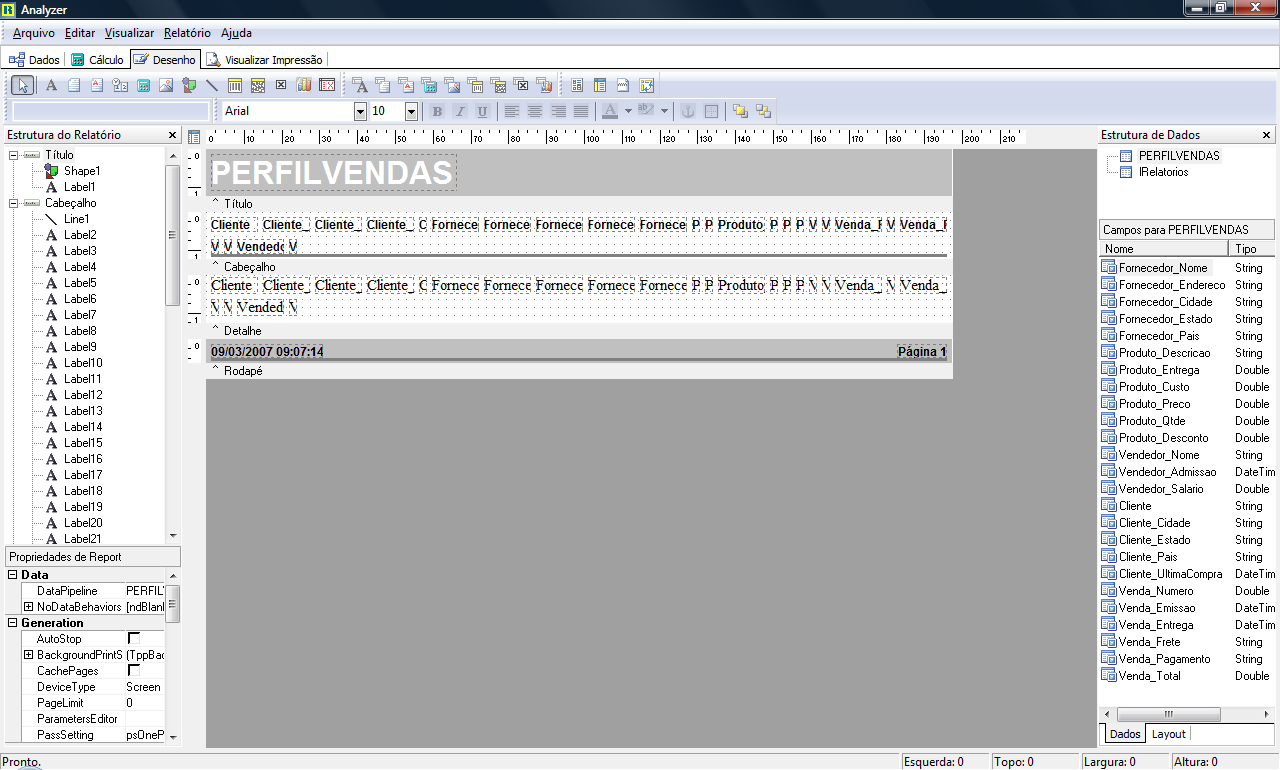 Analyzer
Arquivo Editar Visualizar Relatório Ajuda
Dados Cálculo Desenho Visualizar Impressão
Arial 10 B I U
Estrutura do Relatório
Título
Shape1
Label1
Cabeçalho
Line1
Label2
Label3
Label4
Label5
Label6
Label7
Label8
Label9
Label10
Label11
Label12
Label13
Label14
Label15
Label16
Label17
Label18
Label19
Label20
Label21
Propriedades de Report
Data
DataPipeline PERFIL
NoDataBehaviors [ndBlank
Generation
AutoStop
BackgroundPrintS (TppBac
CachePages
DeviceType Screen
PageLimit 0
ParametersEditor
PassSetting psOneP
0 10 20 30 40 50 60 70 80 90 100 110 120 130 140 150 160 170 180 190 200 210
PERFILVENDAS
^ Título
Cliente Cliente_ Cliente_ Cliente_ C Fornece Fornece Fornece Fornece Fornece P P Produto P P P V V Venda_F V Venda_F
V V Vendedo V
^ Cabeçalho
Cliente Cliente_ Cliente_ Cliente_ C Fornece Fornece Fornece Fornece Fornece P P Produto P P P V V Venda_ V Venda_
V V Vended V
^ Detalhe
09/03/2007 09:07:14 Página 1
^ Rodapé
Estrutura de Dados
PERFILVENDAS
IRelatorios
Campos para PERFILVENDAS
Nome Tipo
Fornecedor_Nome String
Fornecedor_Endereco String
Fornecedor_Cidade String
Fornecedor_Estado String
Fornecedor_Pais String
Produto_Descricao String
Produto_Entrega Double
Produto_Custo Double
Produto_Preco Double
Produto_Qtde Double
Produto_Desconto Double
Vendedor_Nome String
Vendedor_Admissao DateTim
Vendedor_Salario Double
Cliente String
Cliente_Cidade String
Cliente_Estado String
Cliente_Pais String
Cliente_UltimaCompra DateTim
Venda_Numero Double
Venda_Emissao DateTim
Venda_Entrega DateTim
Venda_Frete String
Venda_Pagamento String
Venda_Total Double
Dados Layout
Pronto. Esquerda: 0 Topo: 0 Largura: 0 Altura: 0